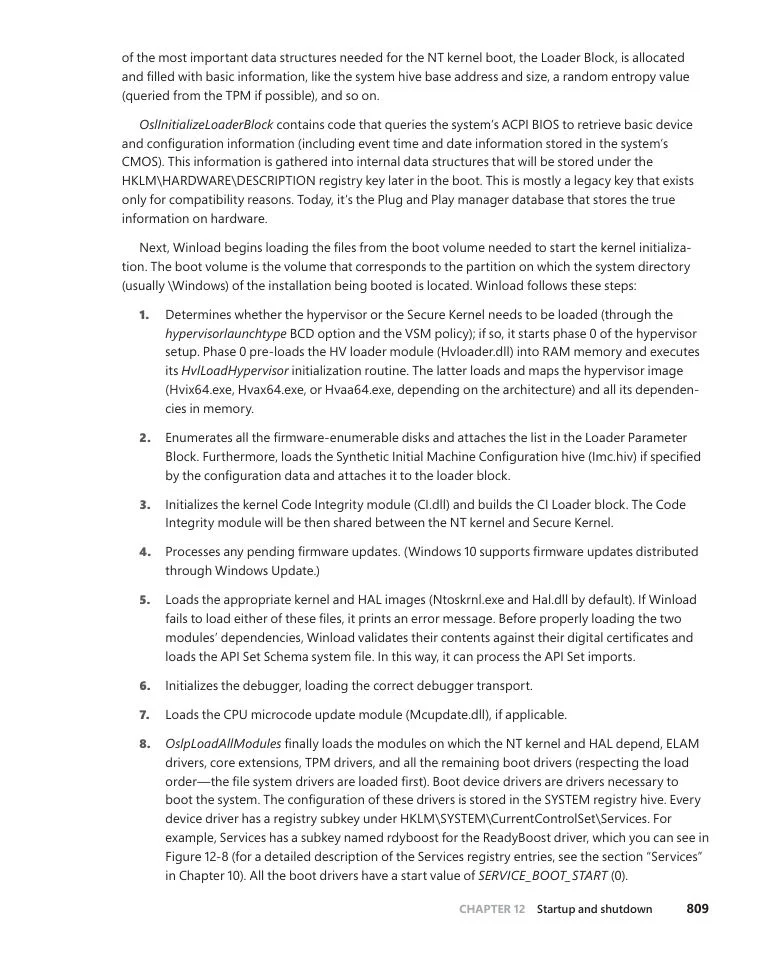 of the most important data structures needed for the NT kernel boot, the Loader Block, is allocated
and filled with basic information, like the system hive base address and size, a random entropy value
(queried from the TPM if possible), and so on.
OslInitializeLoaderBlock contains code that queries the system’s ACPI BIOS to retrieve basic device
and configuration information (including event time and date information stored in the system’s
CMOS). This information is gathered into internal data structures that will be stored under the
HKLM\HARDWARE\DESCRIPTION registry key later in the boot. This is mostly a legacy key that exists
only for compatibility reasons. Today, it’s the Plug and Play manager database that stores the true
information on hardware.
Next, Winload begins loading the files from the boot volume needed to start the kernel initializa-
tion. The boot volume is the volume that corresponds to the partition on which the system directory
(usually \Windows) of the installation being booted is located. Winload follows these steps:
1. Determines whether the hypervisor or the Secure Kernel needs to be loaded (through the
hypervisorlaunchtype BCD option and the VSM policy); if so, it starts phase 0 of the hypervisor
setup. Phase 0 pre-loads the HV loader module (Hvloader.dll) into RAM memory and executes
its HvlLoadHypervisor initialization routine. The latter loads and maps the hypervisor image
(Hvix64.exe, Hvax64.exe, or Hvaa64.exe, depending on the architecture) and all its dependen-
cies in memory.
2. Enumerates all the firmware-enumerable disks and attaches the list in the Loader Parameter
Block. Furthermore, loads the Synthetic Initial Machine Configuration hive (Imc.hiv) if specified
by the configuration data and attaches it to the loader block.
3. Initializes the kernel Code Integrity module (CI.dll) and builds the CI Loader block. The Code
Integrity module will be then shared between the NT kernel and Secure Kernel.
4. Processes any pending firmware updates. (Windows 10 supports firmware updates distributed
through Windows Update.)
5. Loads the appropriate kernel and HAL images (Ntoskrnl.exe and Hal.dll by default). If Winload
fails to load either of these files, it prints an error message. Before properly loading the two
modules’ dependencies, Winload validates their contents against their digital certificates and
loads the API Set Schema system file. In this way, it can process the API Set imports.
6. Initializes the debugger, loading the correct debugger transport.
7. Loads the CPU microcode update module (Mcupdate.dll), if applicable.
8. OslpLoadAllModules finally loads the modules on which the NT kernel and HAL depend, ELAM
drivers, core extensions, TPM drivers, and all the remaining boot drivers (respecting the load
order—the file system drivers are loaded first). Boot device drivers are drivers necessary to
boot the system. The configuration of these drivers is stored in the SYSTEM registry hive. Every
device driver has a registry subkey under HKLM\SYSTEM\CurrentControlSet\Services. For
example, Services has a subkey named rdyboost for the ReadyBoost driver, which you can see in
Figure 12-8 (for a detailed description of the Services registry entries, see the section “Services”
in Chapter 10). All the boot drivers have a start value of SERVICE_BOOT_START (0).
CHAPTER 12 Startup and shutdown 809